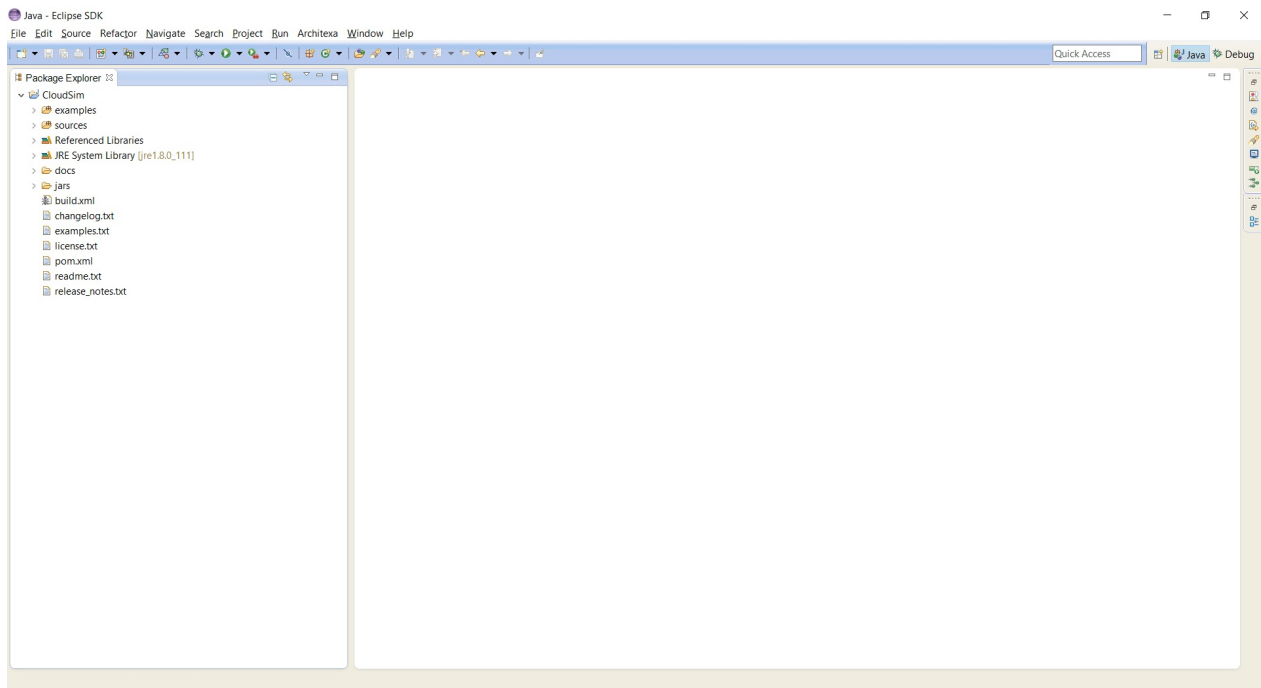 Java - Eclipse SDK
File Edit Source Refactor Navigate Search Project Run Architexa Window Help
Quick Access
Java
Debug
Package Explorer
CloudSim
examples
sources
Referenced Libraries
JRE System Library [jre1.8.0_111]
docs
jars
build.xml
changelog.txt
examples.txt
license.txt
pom.xml
readme.txt
release_notes.txt